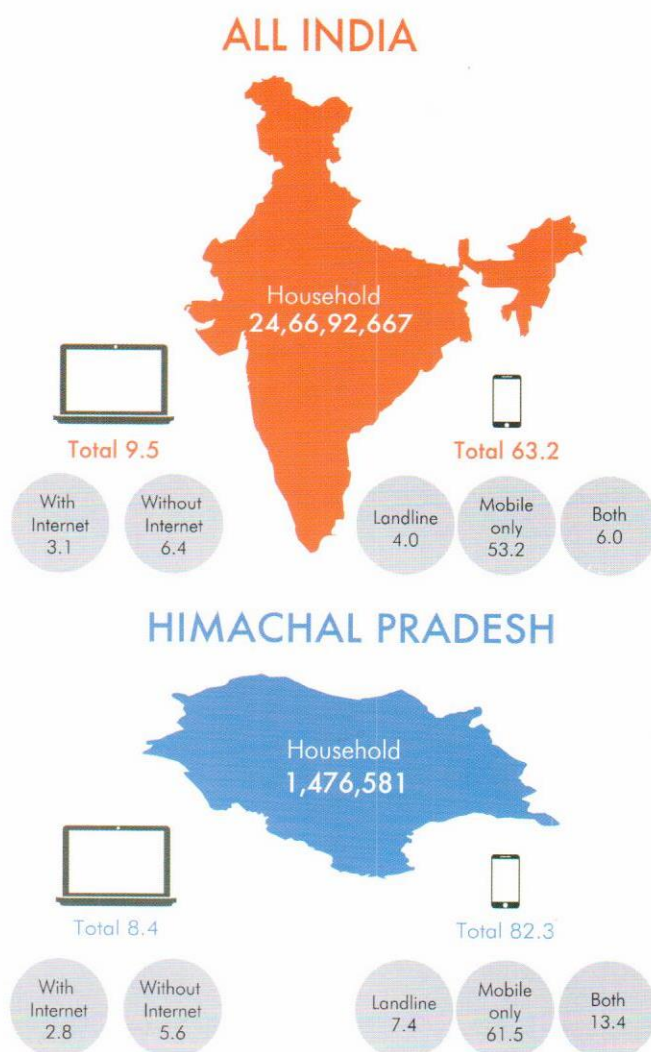 ALL INDIA
Household
24,66,92,667
Total 9.5
Total 63.2
With
Internet
3.1
Without
Internet
6.4
Landline
4.0
Mobile
only
53.2
Both
6.0
HIMACHAL PRADESH
Household
1,476,581
Total 8.4
Total 82.3
With
Internet
2.8
Without
Internet
5.6
Landline
7.4
Mobile
only
61.5
Both
13.4